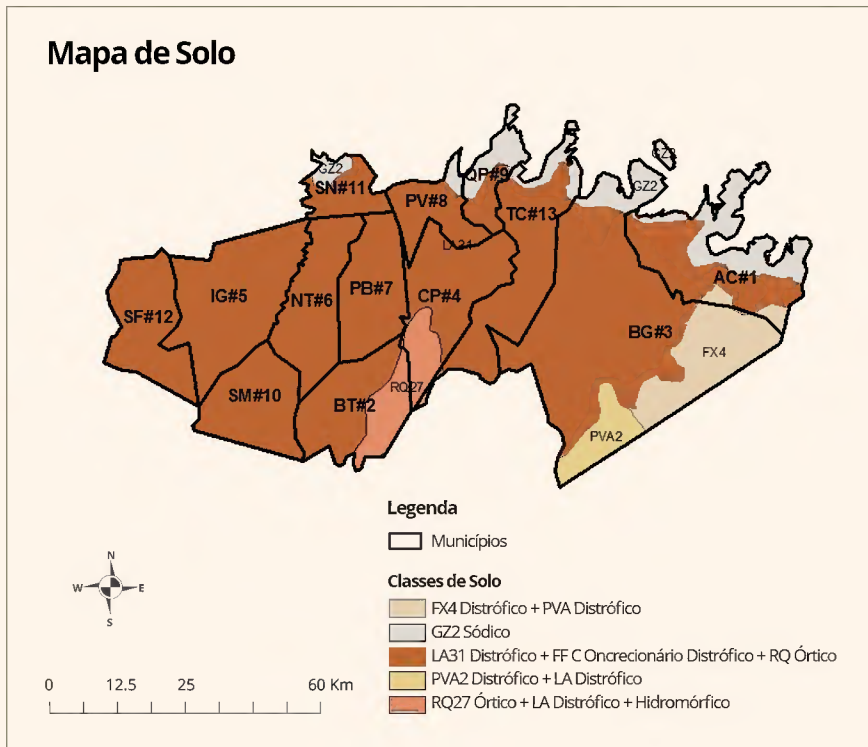 Mapa de Solo
GZ2
GZ2
SN#11
QP#9
GZ2
PV#8
TC#13
LA31
AC#1
IG#5
NT#6
PB#7
CP#4
SF#12
BG#3
FX4
SM#10
BT#2
RQ27
PVA2
Legenda
Municípios
Classes de Solo
FX4 Distrófico + PVA Distrófico
GZ2 Sódico
LA31 Distrófico + FF C Oncrecionário Distrófico + RQ Órtico
PVA2 Distrófico + LA Distrófico
RQ27 Órtico + LA Distrófico + Hidromórfico
N
W E
S
0 12.5 25 60 Km